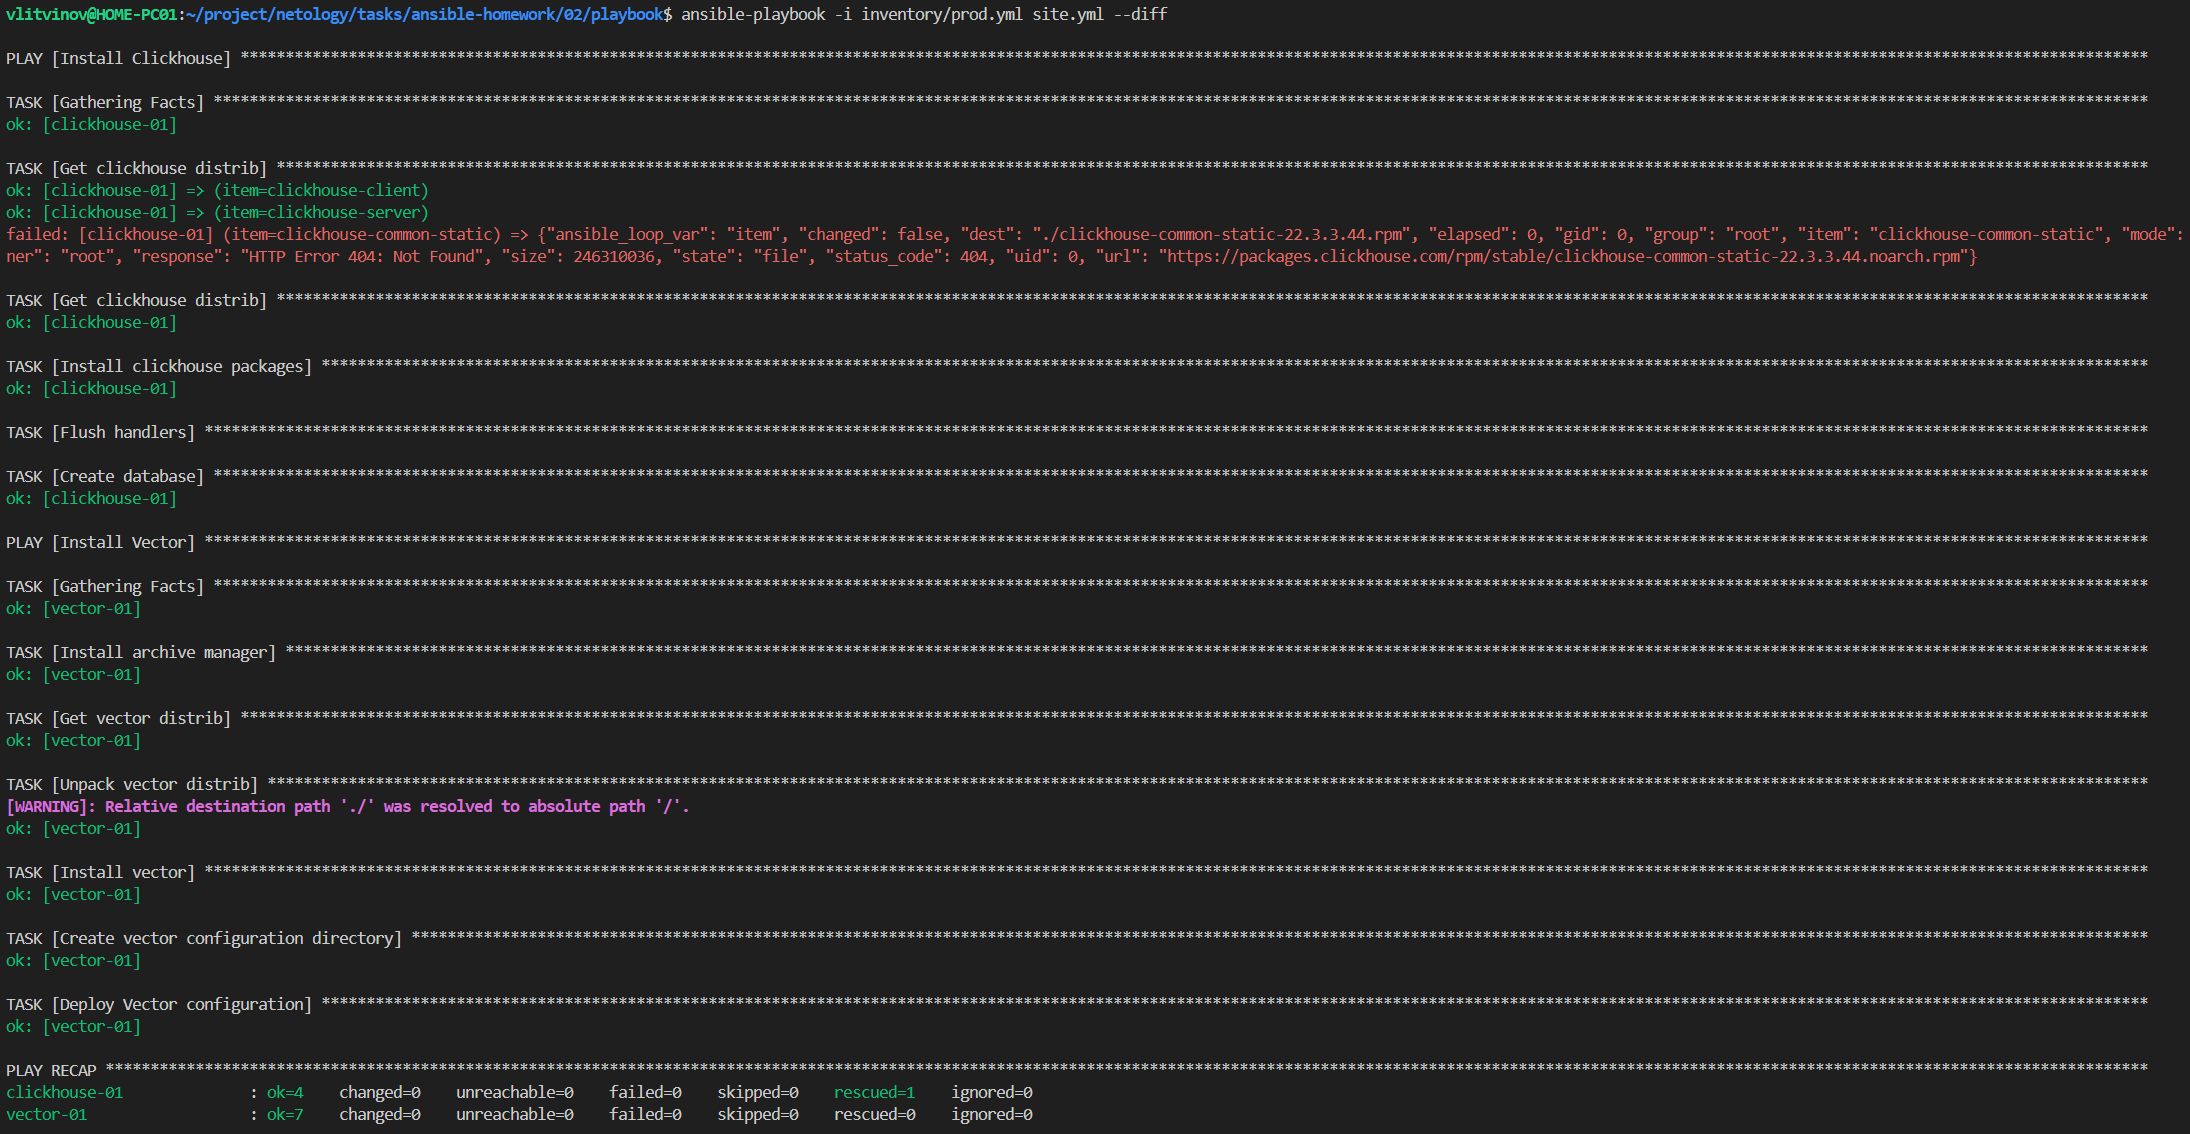 vlitvinov@HOME-PC01:~/project/netology/tasks/ansible-homework/02/playbook$ ansible-playbook -i inventory/prod.yml site.yml --diff
PLAY [Install Clickhouse] ****************************************
TASK [Gathering Facts] ****************************************
ok: [clickhouse-01]
TASK [Get clickhouse distrib] ****************************************
ok: [clickhouse-01] => (item=clickhouse-client)
ok: [clickhouse-01] => (item=clickhouse-server)
failed: [clickhouse-01] (item=clickhouse-common-static) => {"ansible_loop_var": "item", "changed": false, "dest": "./clickhouse-common-static-22.3.3.44.rpm", "elapsed": 0, "gid": 0, "group": "root", "item": "clickhouse-common-static", "mode":
ner": "root", "response": "HTTP Error 404: Not Found", "size": 246310036, "state": "file", "status_code": 404, "uid": 0, "url": "https://packages.clickhouse.com/rpm/stable/clickhouse-common-static-22.3.3.44.noarch.rpm"}
TASK [Get clickhouse distrib] ****************************************
ok: [clickhouse-01]
TASK [Install clickhouse packages] ****************************************
ok: [clickhouse-01]
TASK [Flush handlers] ****************************************
TASK [Create database] ****************************************
ok: [clickhouse-01]
PLAY [Install Vector] ****************************************
TASK [Gathering Facts] ****************************************
ok: [vector-01]
TASK [Install archive manager] ****************************************
ok: [vector-01]
TASK [Get vector distrib] ****************************************
ok: [vector-01]
TASK [Unpack vector distrib] ****************************************
[WARNING]: Relative destination path './' was resolved to absolute path '/'.
ok: [vector-01]
TASK [Install vector] ****************************************
ok: [vector-01]
TASK [Create vector configuration directory] ****************************************
ok: [vector-01]
TASK [Deploy Vector configuration] ****************************************
ok: [vector-01]
PLAY RECAP ****************************************
clickhouse-01 : ok=4 changed=0 unreachable=0 failed=0 skipped=0 rescued=1 ignored=0
vector-01 : ok=7 changed=0 unreachable=0 failed=0 skipped=0 rescued=0 ignored=0